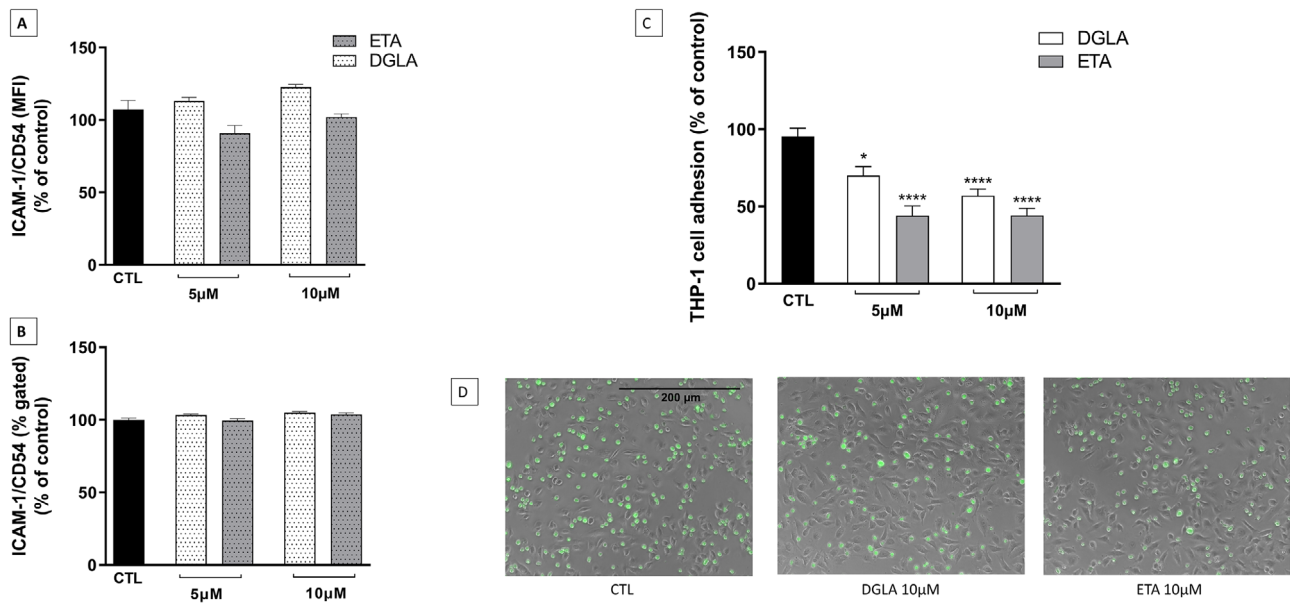 A
ICAM-1/CD54 (MFI)
(% of control)
150
100
50
0
ETA
DGLA
CTL
5µM
10µM
B
ICAM-1/CD54 (% gated)
(% of control)
150
100
50
0
CTL
5µM
10µM
C
THP-1 cell adhesion (% of control)
150
100
50
0
DGLA
ETA
*
****
****
****
CTL
5µM
10µM
D
200 µm
CTL
DGLA 10µM
ETA 10µM